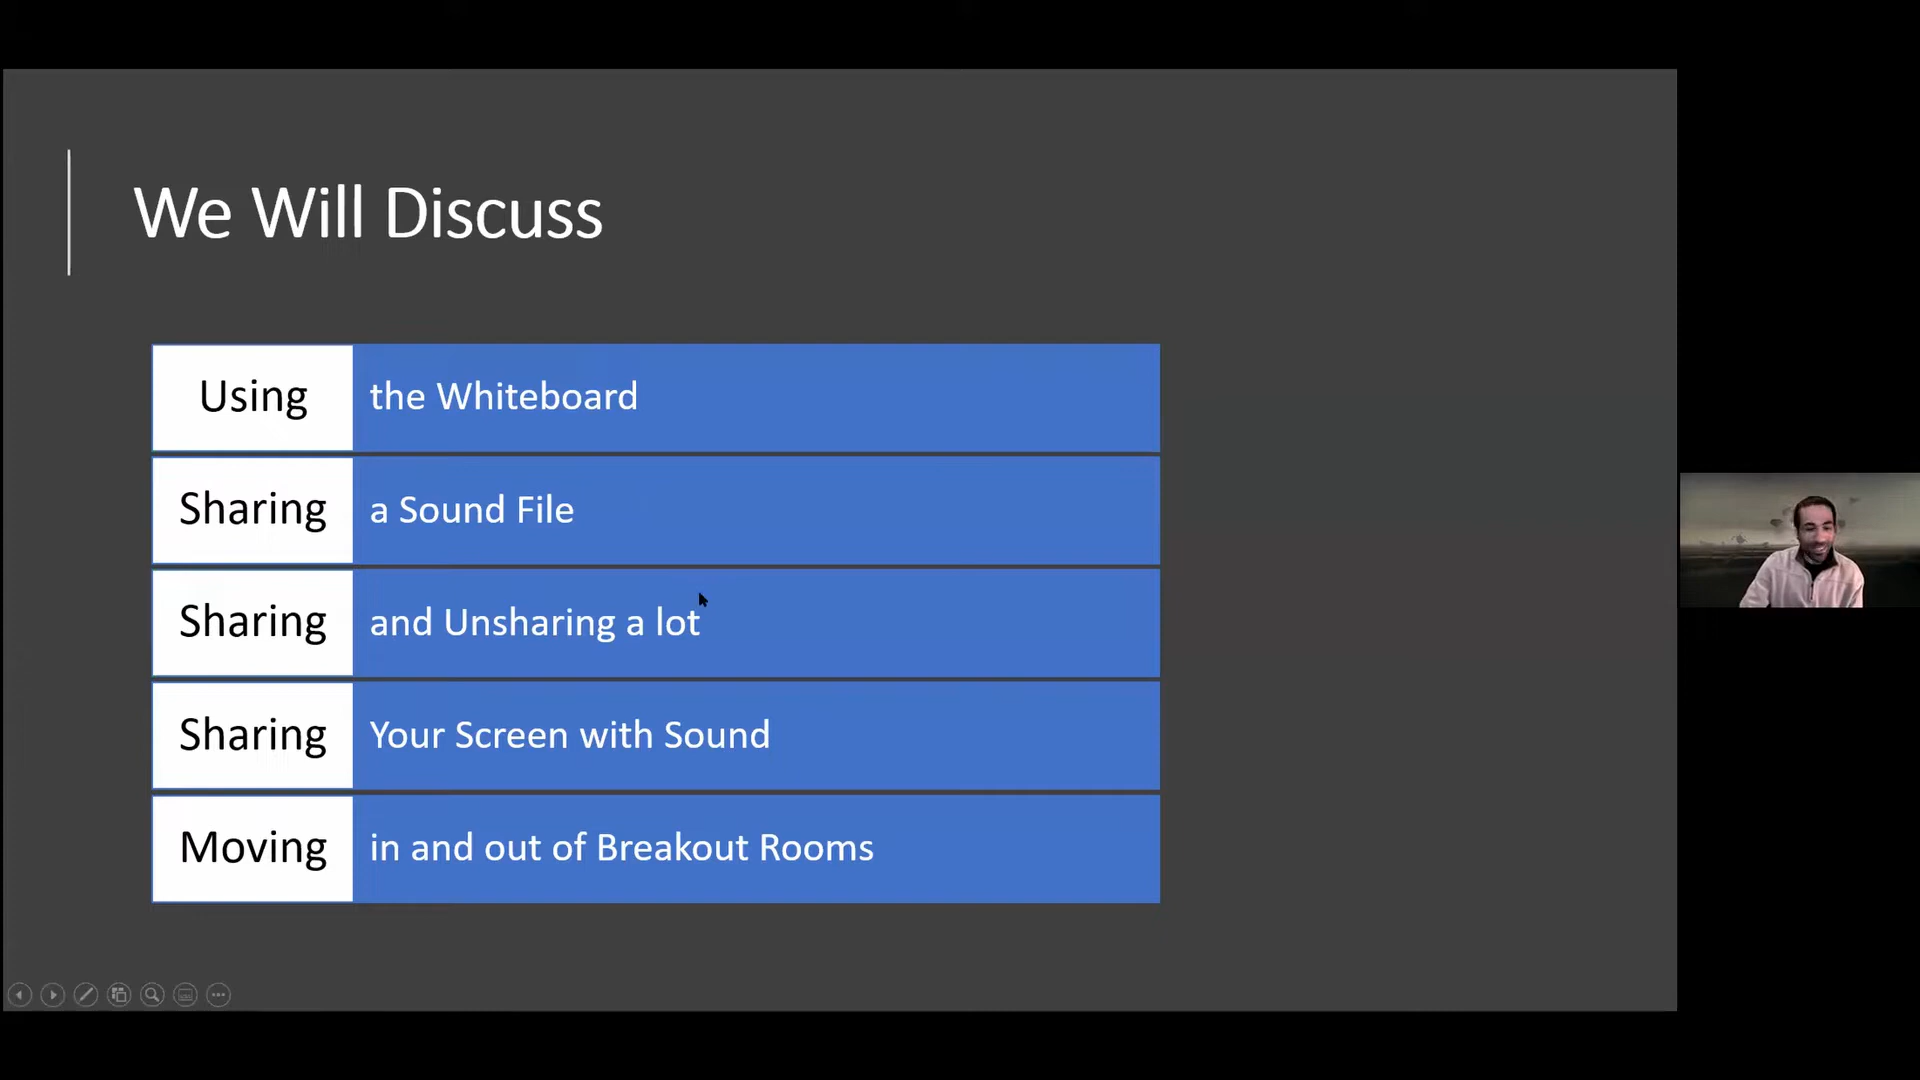 We Will Discuss
Using the Whiteboard
Sharing a Sound File
Sharing and Unsharing a lot
Sharing Your Screen with Sound
Moving in and out of Breakout Rooms